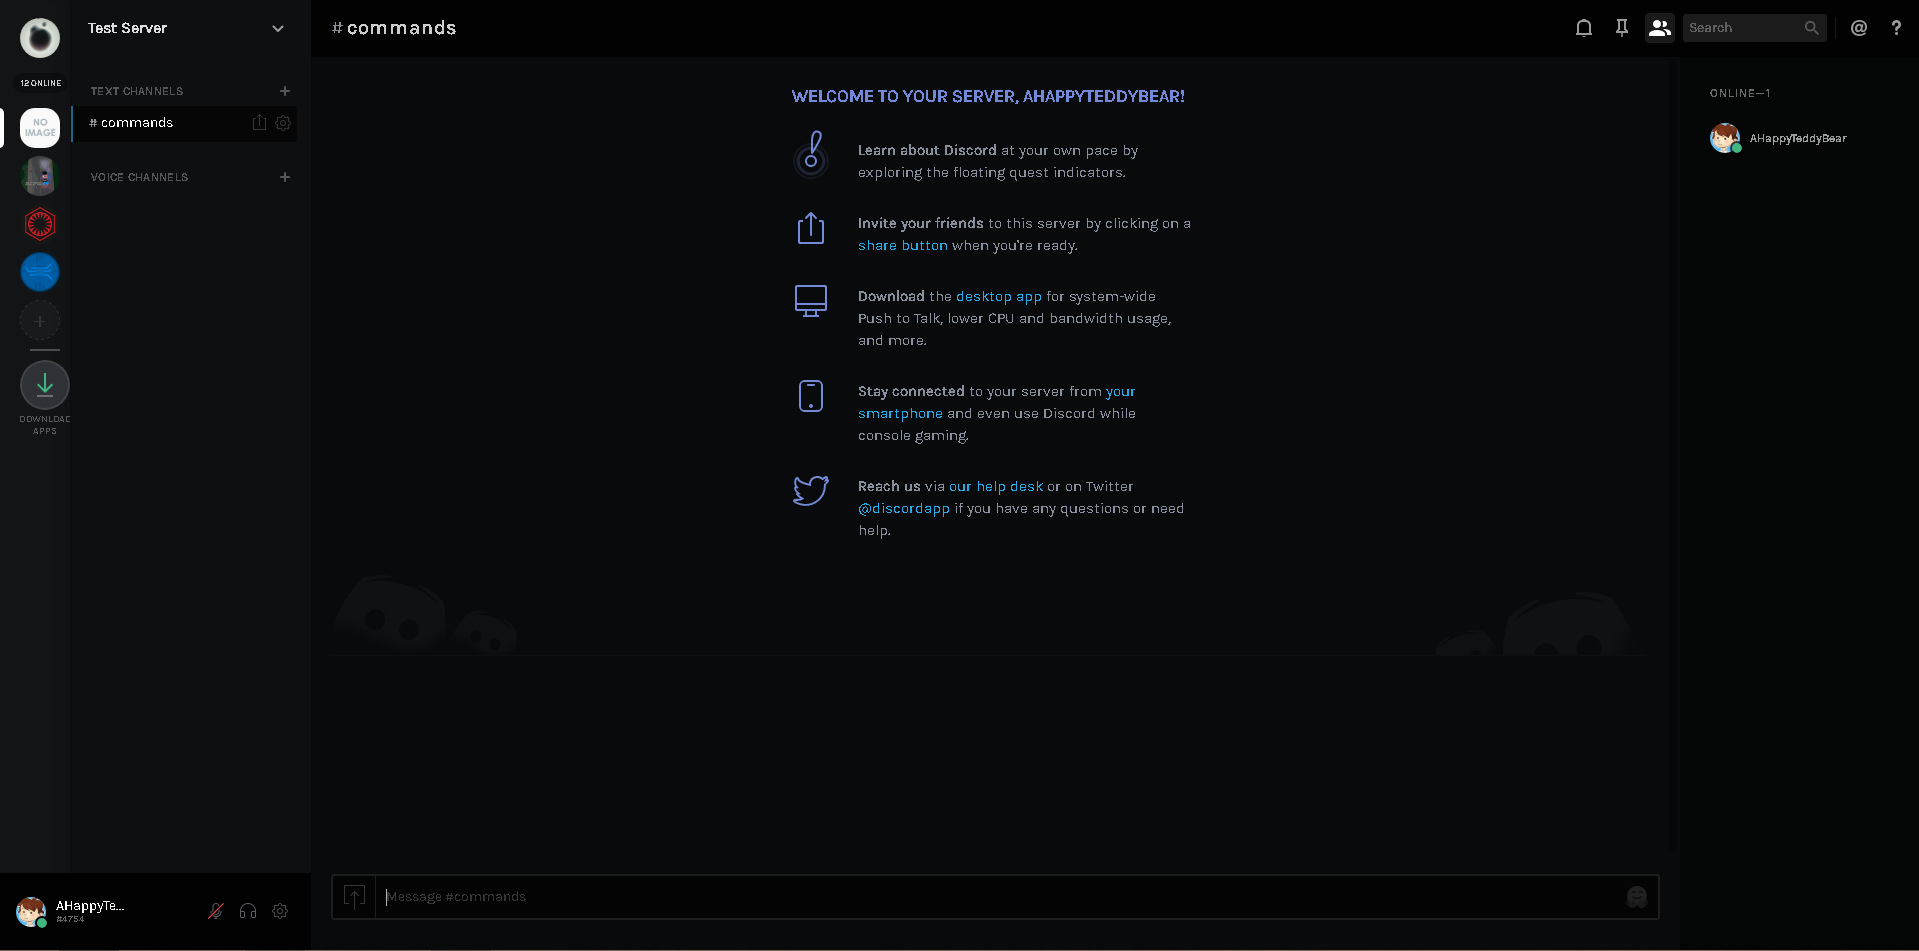 Test Server
12 ONLINE
NO
IMAGE
TEXT CHANNELS
# commands
VOICE CHANNELS
DOWNLOAD
APPS
AHappyTe...
#4754
# commands
Search
WELCOME TO YOUR SERVER, AHAPPYTEDDYBEAR!
Learn about Discord at your own pace by
exploring the floating quest indicators.
Invite your friends to this server by clicking on a
share button when you're ready.
Download the desktop app for system-wide
Push to Talk, lower CPU and bandwidth usage,
and more.
Stay connected to your server from your
smartphone and even use Discord while
console gaming.
Reach us via our help desk or on Twitter
@discordapp if you have any questions or need
help.
Message #commands
ONLINE—1
AHappyTeddyBear